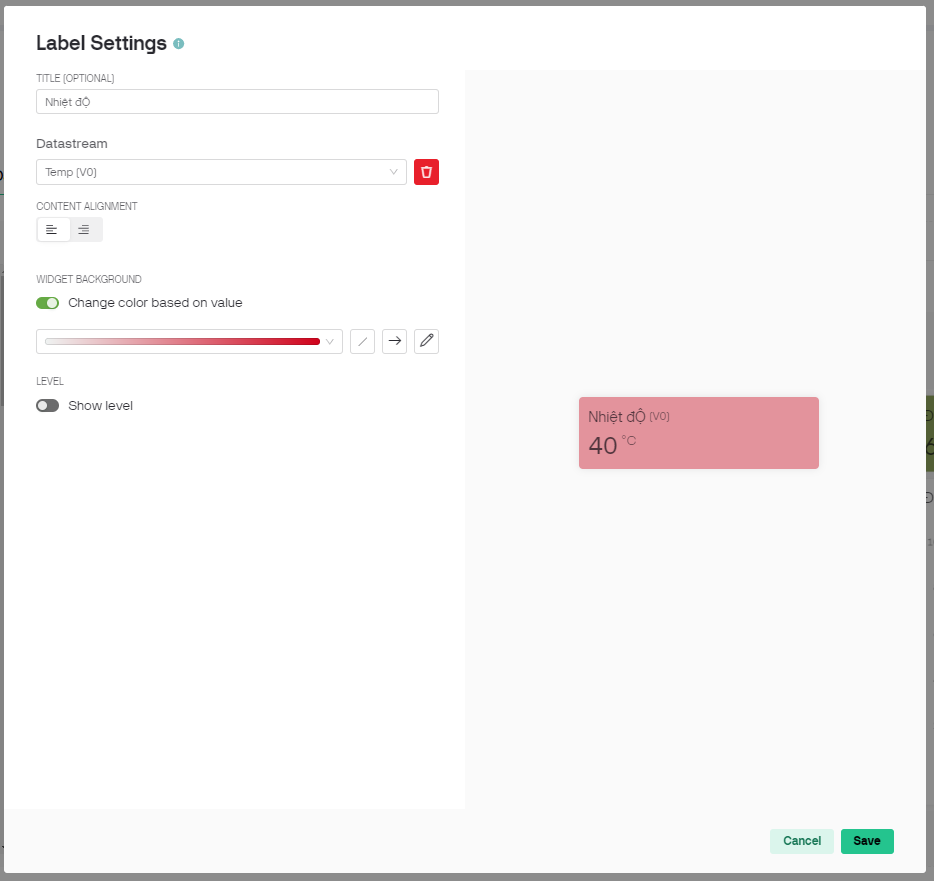 Label Settings
TITLE (OPTIONAL)
Nhiệt đỘ
Datastream
Temp (V0)
CONTENT ALIGNMENT
WIDGET BACKGROUND
Change color based on value
LEVEL
Show level
Nhiệt đỘ (V0)
40 °C
Cancel
Save